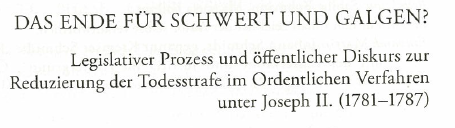 DAS ENDE FÜR SCHWERT UND GALGEN?
Legislativer Prozess und öffentlicher Diskurs zur
Reduzierung der Todesstrafe im Ordentlichen Verfahren
unter Joseph II. (1781–1787)